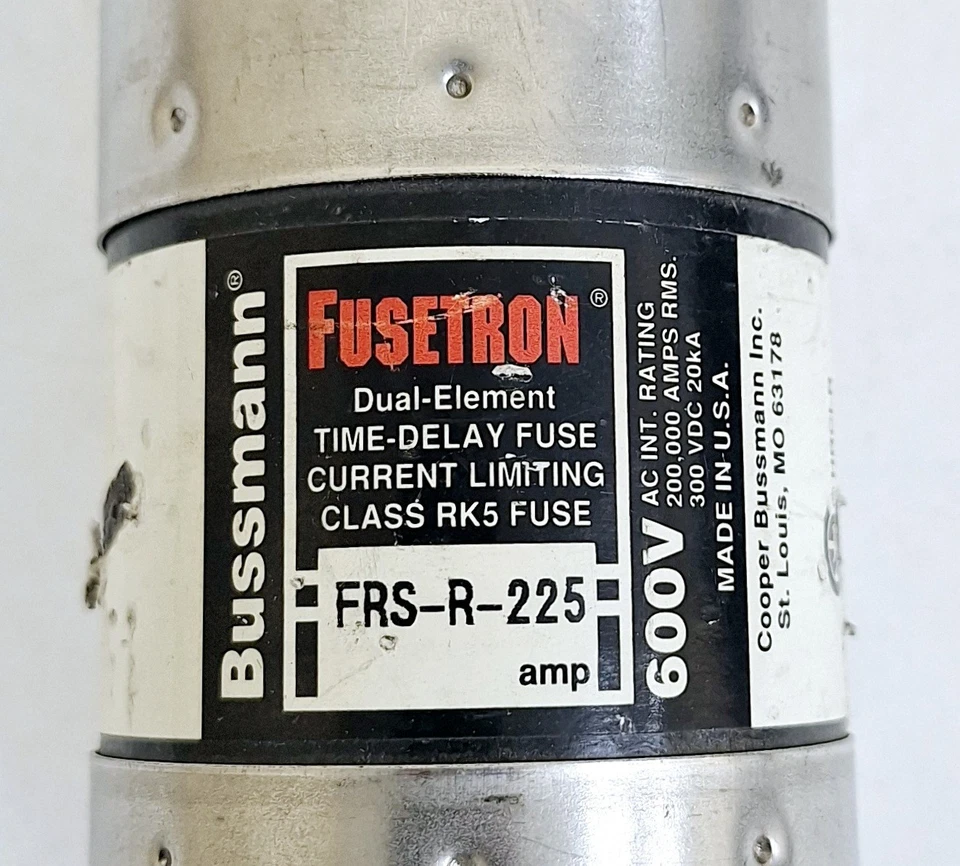 Bussmann®
FUSETRON®
Dual-Element
TIME-DELAY FUSE
CURRENT LIMITING
CLASS RK5 FUSE
FRS-R-225
amp
600V
AC INT. RATING
200,000 AMPS RMS.
300 VDC 20kA
MADE IN U.S.A.
Cooper Bussmann Inc.
St. Louis, MO 63178